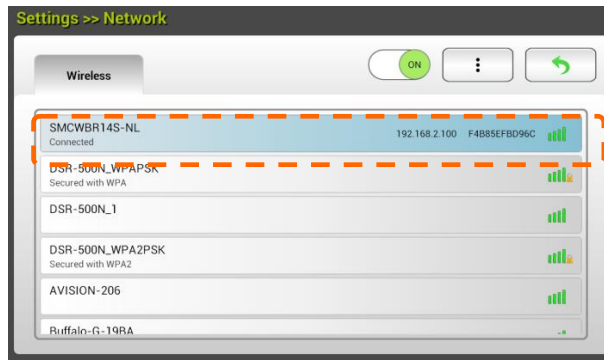 Settings >> Network
Wireless
ON
SMCWBR14S-NL
Connected
192.168.2.100 F4B85EFBD96C
DSR-500N_WPAPSK
Secured with WPA
DSR-500N_1
DSR-500N_WPA2PSK
Secured with WPA2
AVISION-206
Buffalo-G-19BA